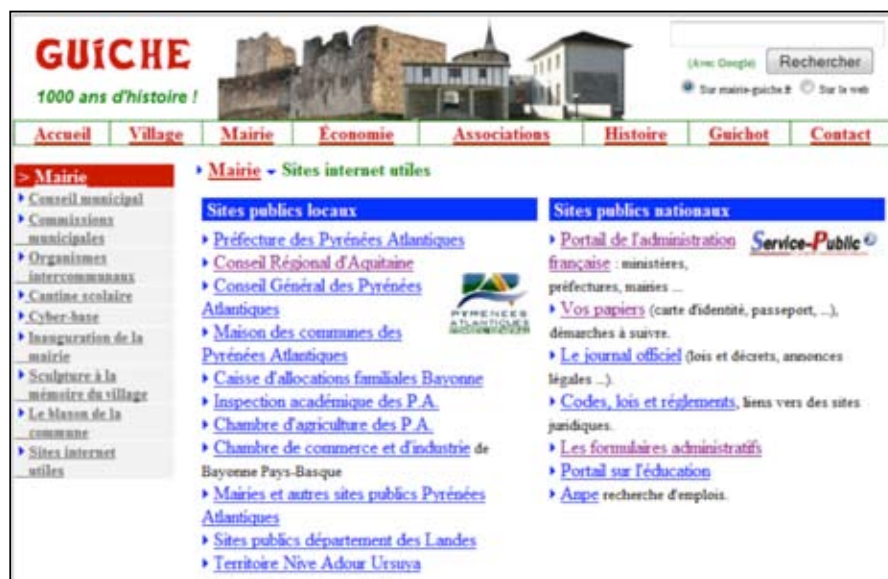 GUiCHE
1000 ans d'histoire !
(Avec Google) Rechercher
Sur mairie-guiche.fr Sur le web
Accueil Village Mairie Économie Associations Histoire Guichot Contact
> Mairie
Conseil municipal
Commissions
municipales
Organismes
intercommunaux
Cantine scolaire
Cyber-base
Inauguration de la
mairie
Sculpture à la
mémoire du village
Le blason de la
commune
Sites internet
utiles
Mairie Sites internet utiles
Sites publics locaux
Préfecture des Pyrénées Atlantiques
Conseil Régional d'Aquitaine
Conseil Général des Pyrénées
Atlantiques
PYRENEES
ATLANTIQUES
Maison des communes des
Pyrénées Atlantiques
Caisse d'allocations familiales Bayonne
Inspection académique des P.A.
Chambre d'agriculture des P.A.
Chambre de commerce et d'industrie de
Bayonne Pays-Basque
Mairies et autres sites publics Pyrénées
Atlantiques
Sites publics département des Landes
Territoire Nive Adour Ursuya
Sites publics nationaux
Portail de l'administration
française : ministères,
préfectures, mairies ...
Service-Public
Vos papiers (carte d'identité, passeport, ...),
démarches à suivre.
Le journal officiel (lois et décrets, annonces
légales ...).
Codes, lois et réglements, liens vers des sites
juridiques.
Les formulaires administratifs
Portail sur l'éducation
Anpe recherche d'emplois.